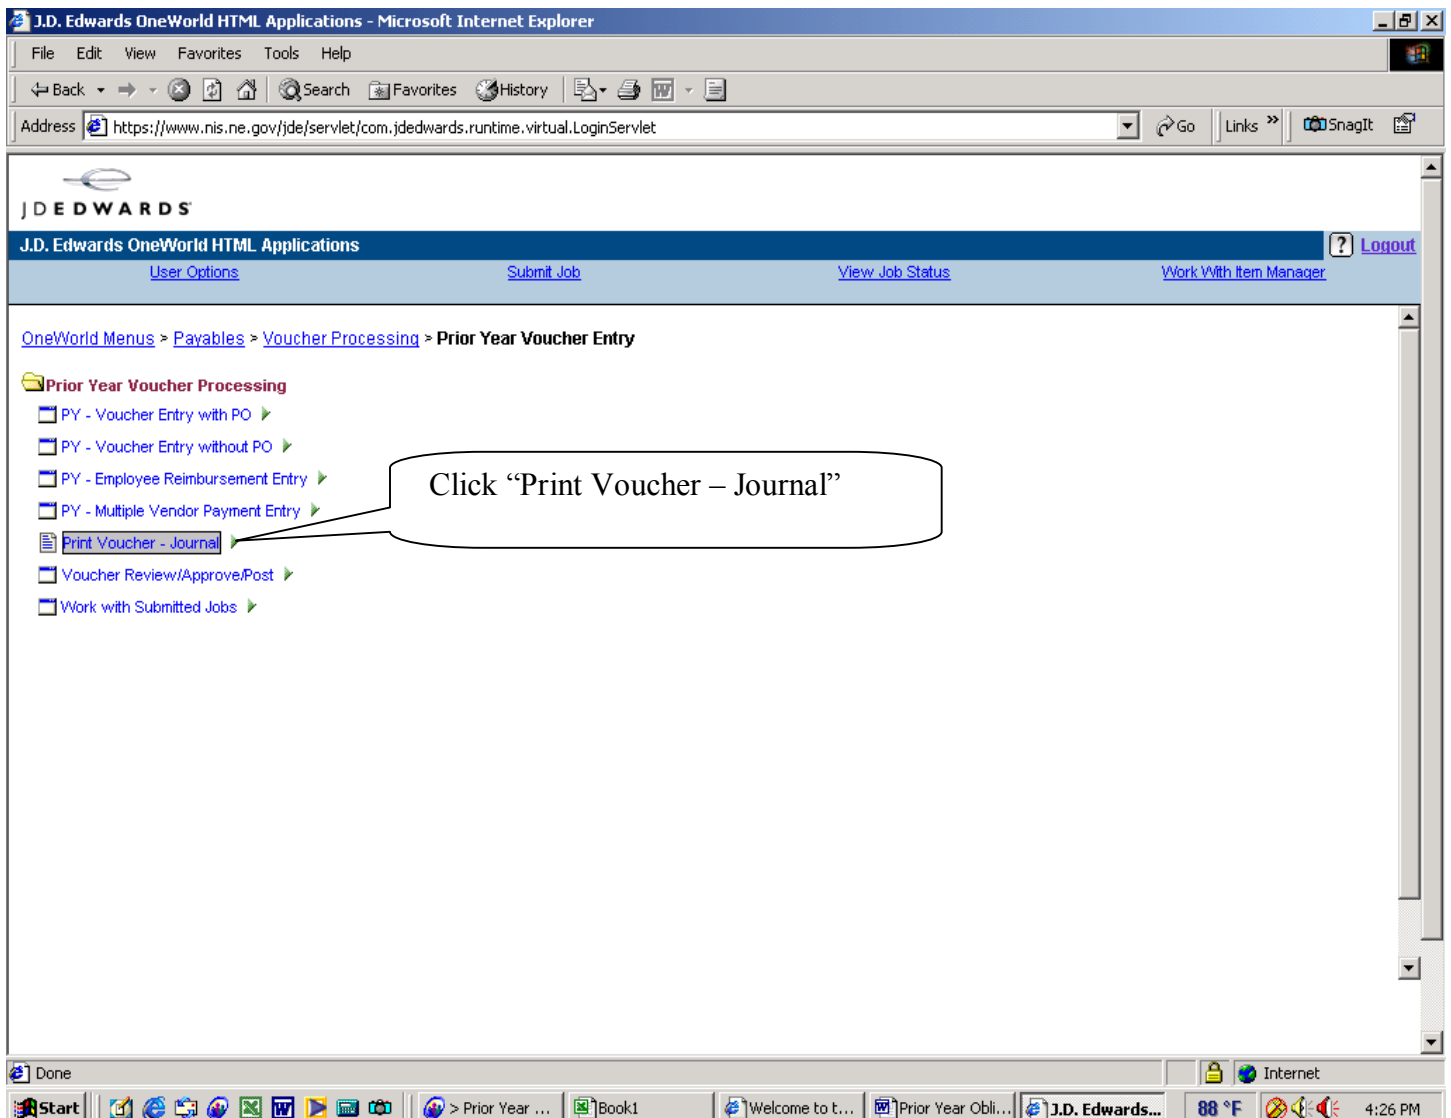 J.D. Edwards OneWorld HTML Applications - Microsoft Internet Explorer
File Edit View Favorites Tools Help
Back Search Favorites History
Address https://www.nis.ne.gov/jde/servlet/com.jdedwards.runtime.virtual.LoginServlet Go Links » SnagIt
JDEDWARDS
J.D. Edwards OneWorld HTML Applications ? Logout
User Options Submit Job View Job Status Work With Item Manager
OneWorld Menus > Payables > Voucher Processing > Prior Year Voucher Entry
Prior Year Voucher Processing
PY - Voucher Entry with PO
PY - Voucher Entry without PO
PY - Employee Reimbursement Entry
Click “Print Voucher – Journal”
PY - Multiple Vendor Payment Entry
Print Voucher - Journal
Voucher Review/Approve/Post
Work with Submitted Jobs
Done Internet
Start > Prior Year ... Book1 Welcome to t... Prior Year Obli... J.D. Edwards... 88 °F 4:26 PM